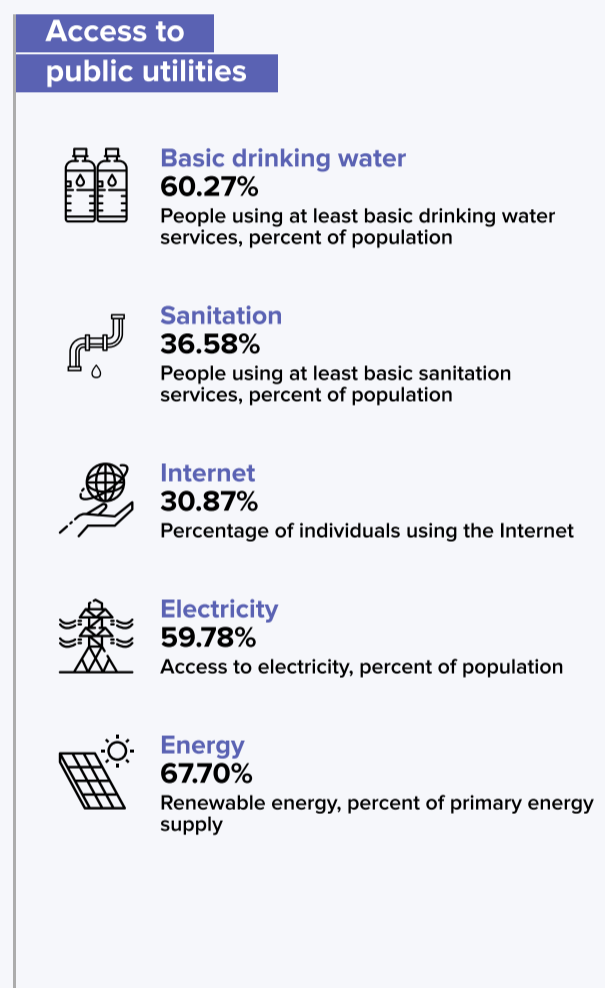 Access to
public utilities
Basic drinking water
60.27%
People using at least basic drinking water
services, percent of population
Sanitation
36.58%
People using at least basic sanitation
services, percent of population
Internet
30.87%
Percentage of individuals using the Internet
Electricity
59.78%
Access to electricity, percent of population
Energy
67.70%
Renewable energy, percent of primary energy
supply